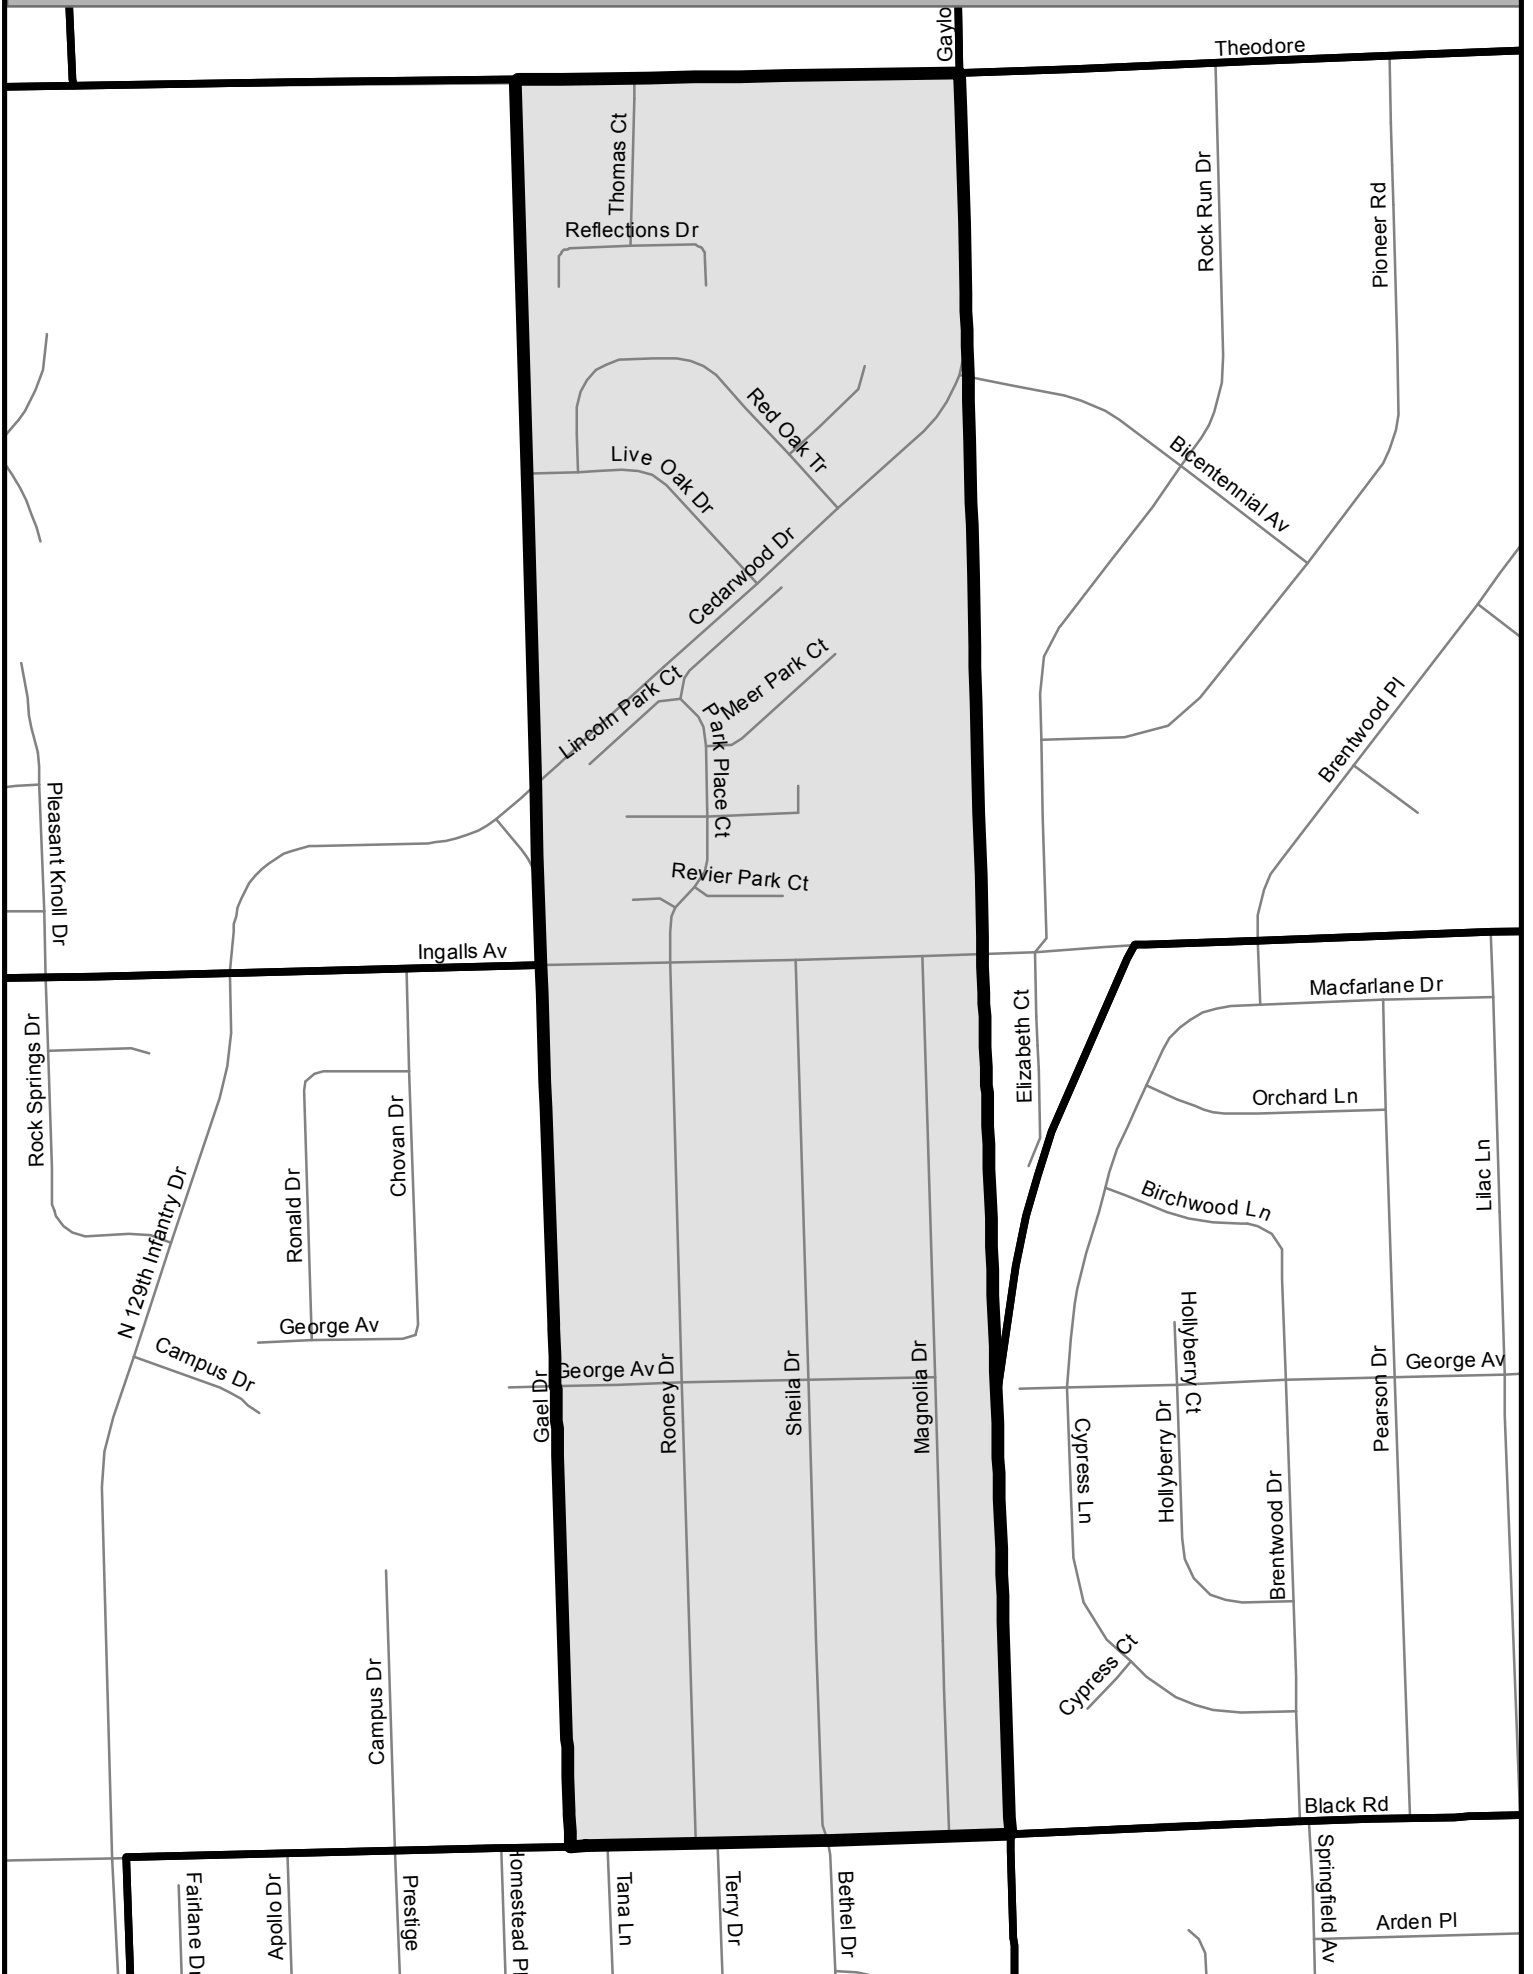 Gaylo
Theodore
Thomas Ct
Reflections Dr
Rock Run Dr
Pioneer Rd
Red Oak Tr
Live Oak Dr
Bicentennial Av
Cedarwood Dr
Lincoln Park Ct
Meer Park Ct
Park Place Ct
Brentwood Pl
Pleasant Knoll Dr
Revier Park Ct
Ingalls Av
Macfarlane Dr
Rock Springs Dr
Elizabeth Ct
Chovan Dr
Orchard Ln
Ronald Dr
N 129th Infantry Dr
Birchwood Ln
Lilac Ln
George Av
Campus Dr
Hollyberry Ct
George Av
Gael Dr
Rooney Dr
Sheila Dr
Magnolia Dr
Pearson Dr
George Av
Cypress Ln
Hollyberry Dr
Brentwood Dr
Campus Dr
Cypress Ct
Black Rd
Fairlane Dr
Apollo Dr
Prestige
Homestead Pl
Tana Ln
Terry Dr
Bethel Dr
Springfield Av
Arden Pl